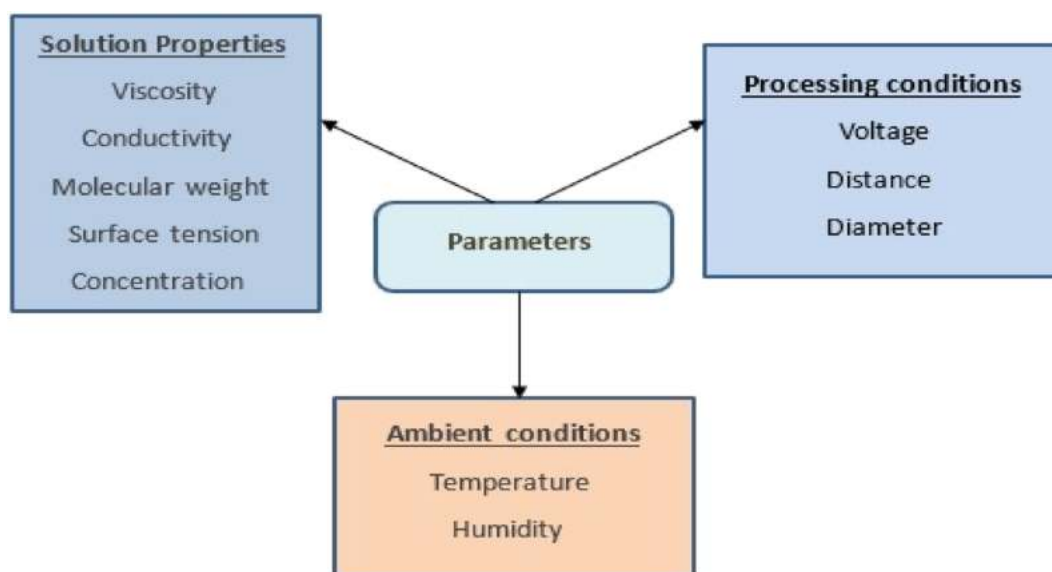 Solution Properties
Viscosity
Conductivity
Molecular weight
Surface tension
Concentration
Processing conditions
Voltage
Distance
Diameter
Parameters
Ambient conditions
Temperature
Humidity